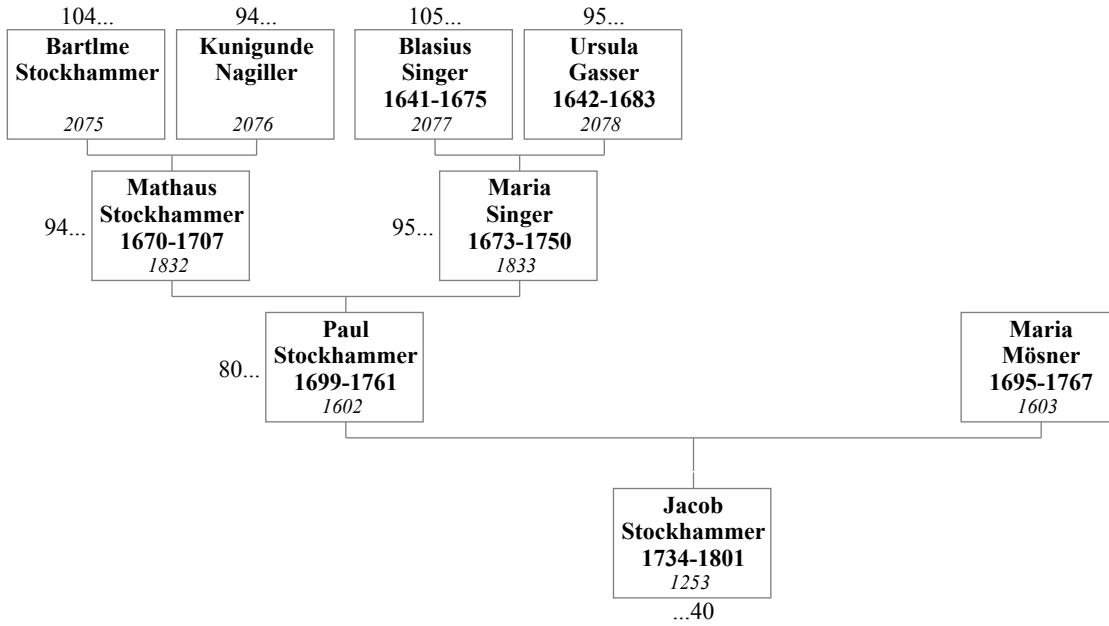 104...
94...
105...
95...
Bartlme
Stockhammer
2075
Kunigunde
Nagiller
2076
Blasius
Singer
1641-1675
2077
Ursula
Gasser
1642-1683
2078
94...
Mathaus
Stockhammer
1670-1707
1832
95...
Maria
Singer
1673-1750
1833
80...
Paul
Stockhammer
1699-1761
1602
Maria
Mösner
1695-1767
1603
Jacob
Stockhammer
1734-1801
1253
...40